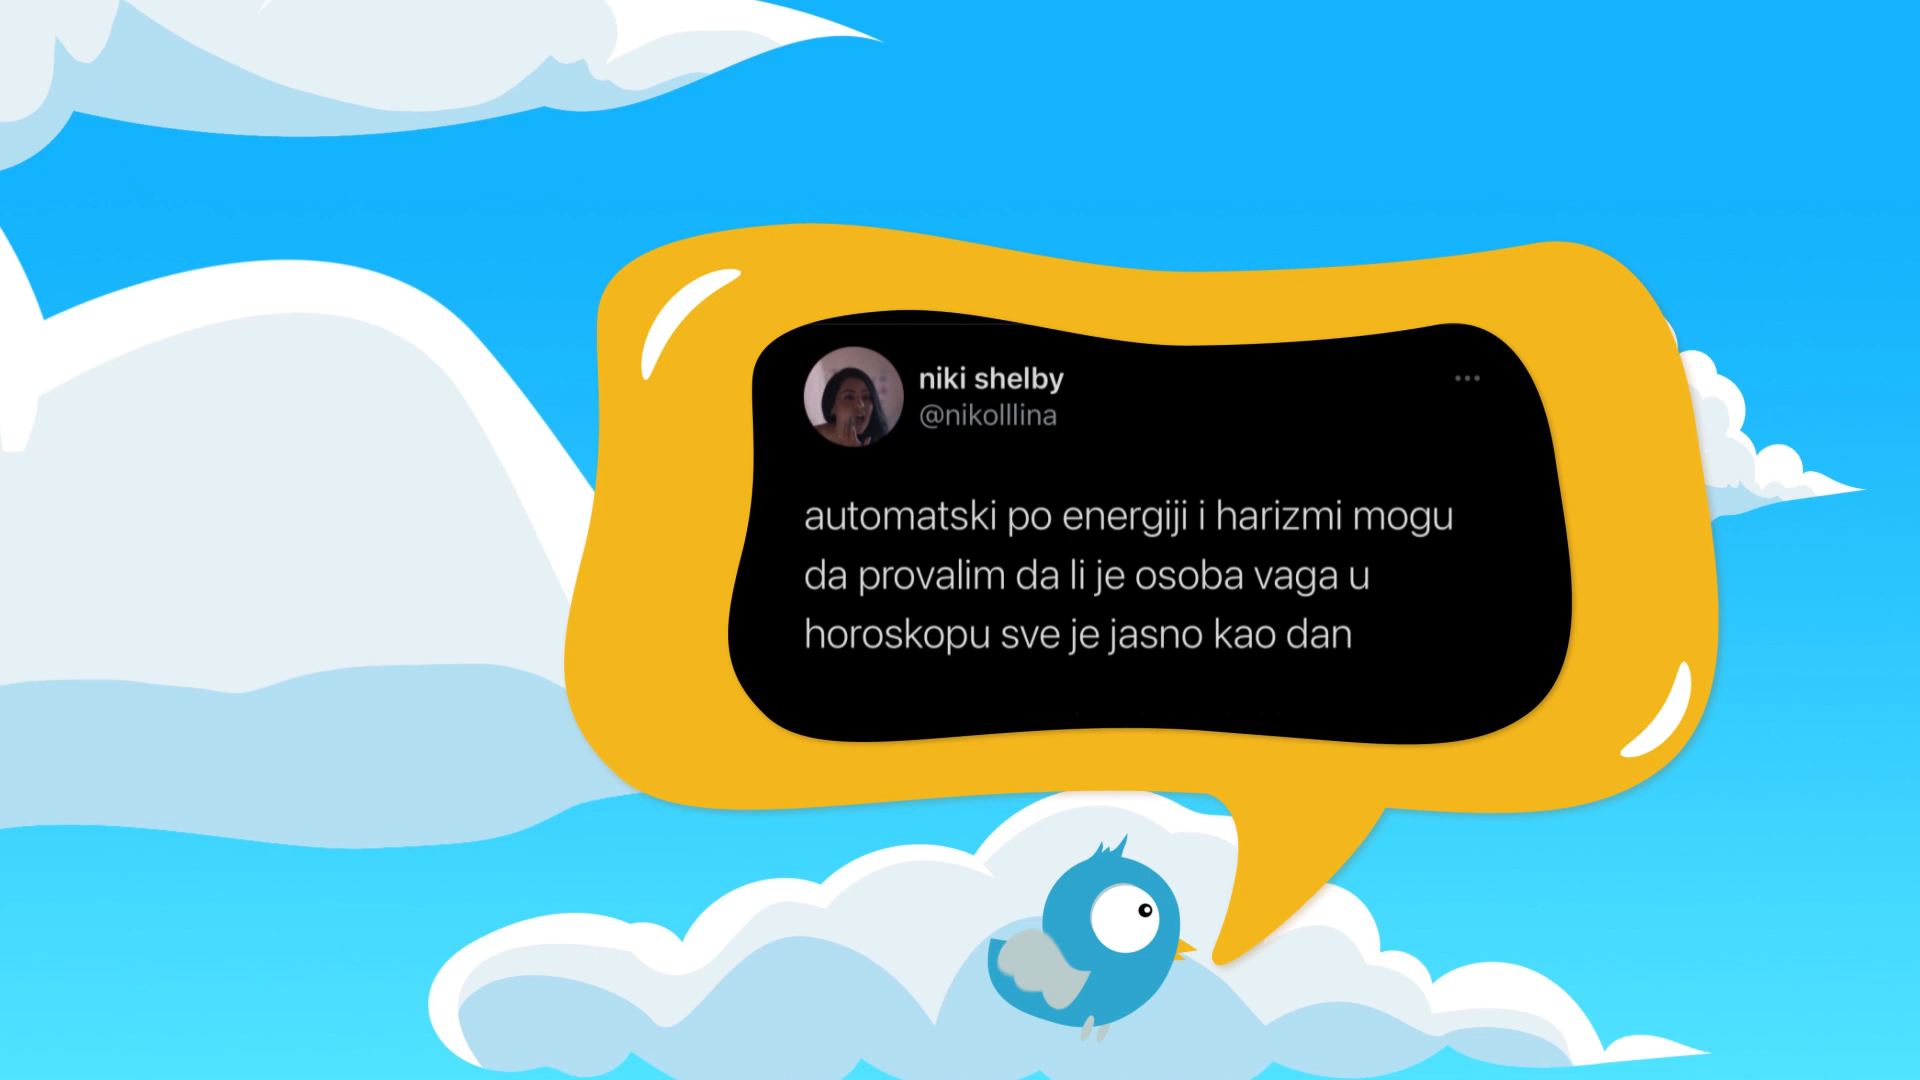 niki shelby
@nikolllina
automatski po energiji i harizmi mogu
da provalim da li je osoba vaga u
horoskopu sve je jasno kao dan